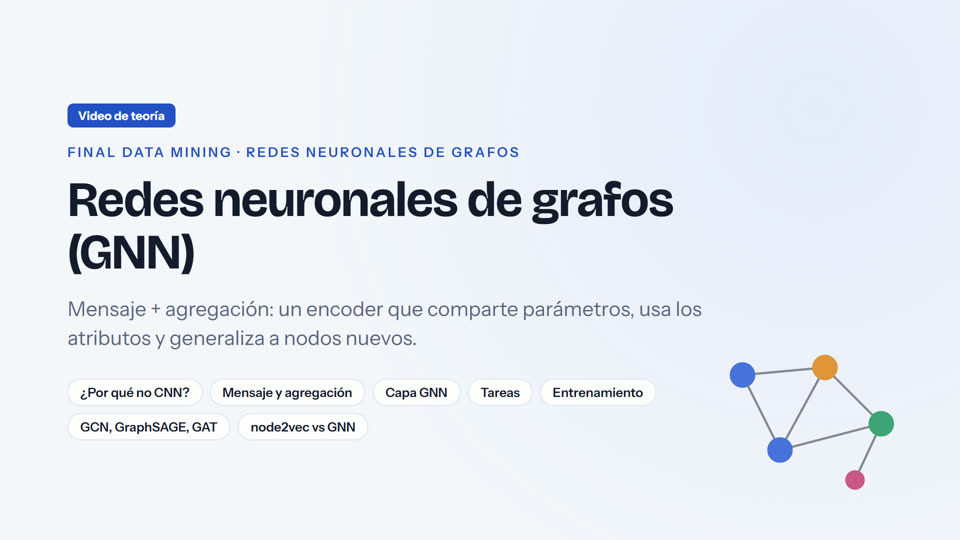 Video de teoría
FINAL DATA MINING · REDES NEURONALES DE GRAFOS
Redes neuronales de grafos
(GNN)
Mensaje + agregación: un encoder que comparte parámetros, usa los
atributos y generaliza a nodos nuevos.
¿Por qué no CNN? Mensaje y agregación Capa GNN Tareas Entrenamiento
GCN, GraphSAGE, GAT node2vec vs GNN